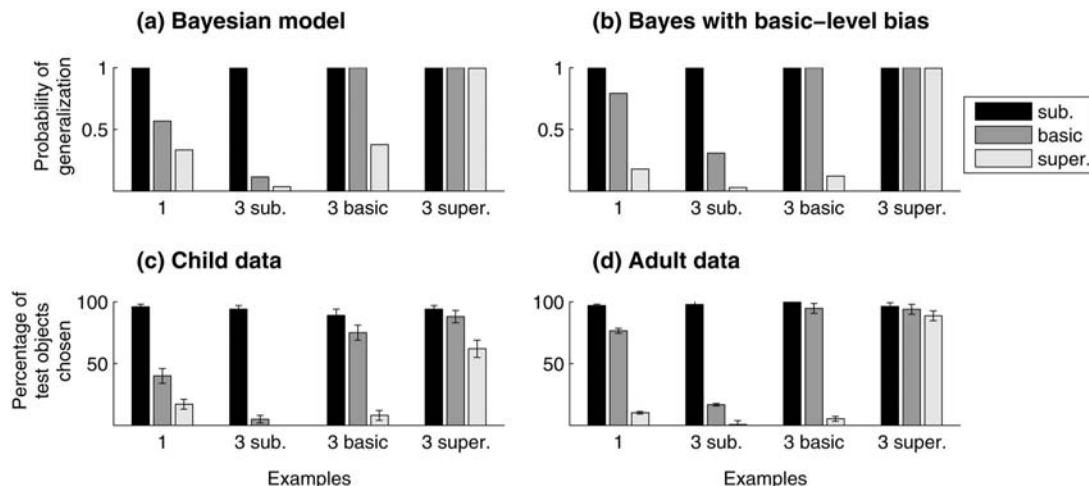 (a) Bayesian model
(b) Bayes with basic–level bias
Probability of
generalization
1
0.5
1 3 sub. 3 basic 3 super.
1
0.5
1 3 sub. 3 basic 3 super.
sub.
basic
super.
(c) Child data
(d) Adult data
Percentage of
test objects
chosen
100
50
1 3 sub. 3 basic 3 super.
Examples
100
50
1 3 sub. 3 basic 3 super.
Examples